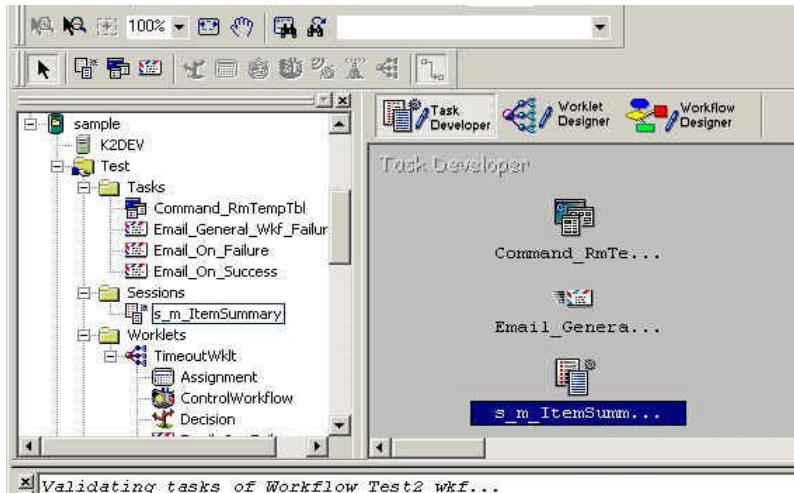 100%
Task
Developer
Worklet
Designer
Workflow
Designer
sample
K2DEV
Test
Tasks
Command_RmTempTbl
Email_General_Wkf_Failur
Email_On_Failure
Email_On_Success
Sessions
s_m_ItemSummary
Worklets
TimeoutWklt
Assignment
ControlWorkflow
Decision
Task Developer
Command_RmTe...
Email_Genera...
s_m_ItemSumm...
Validating tasks of Workflow Test2 wkf...